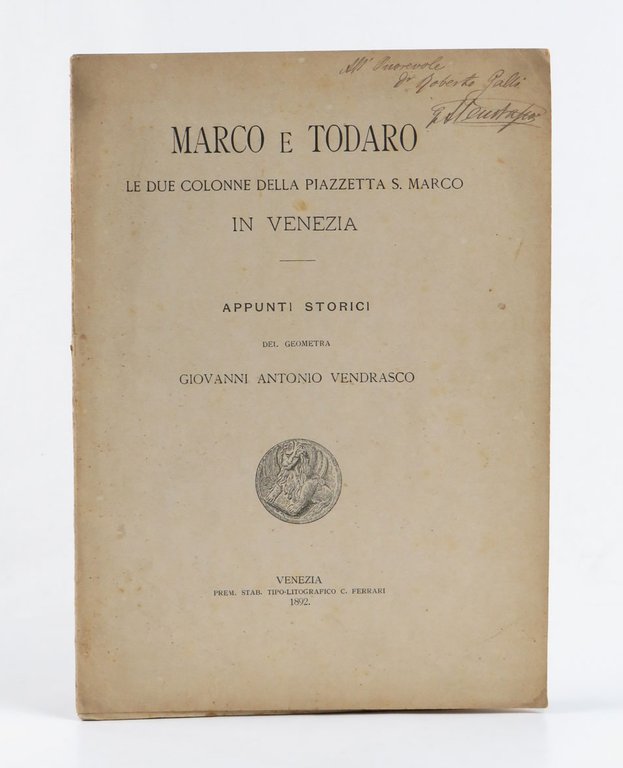 All' Onorevole
Dr Roberto Galli
MARCO E TODARO
LE DUE COLONNE DELLA PIAZZETTA S. MARCO
IN VENEZIA
APPUNTI STORICI
DEL GEOMETRA
GIOVANNI ANTONIO VENDRASCO
VENEZIA
PREM. STAB. TIPO-LITOGRAFICO C. FERRARI
1892.